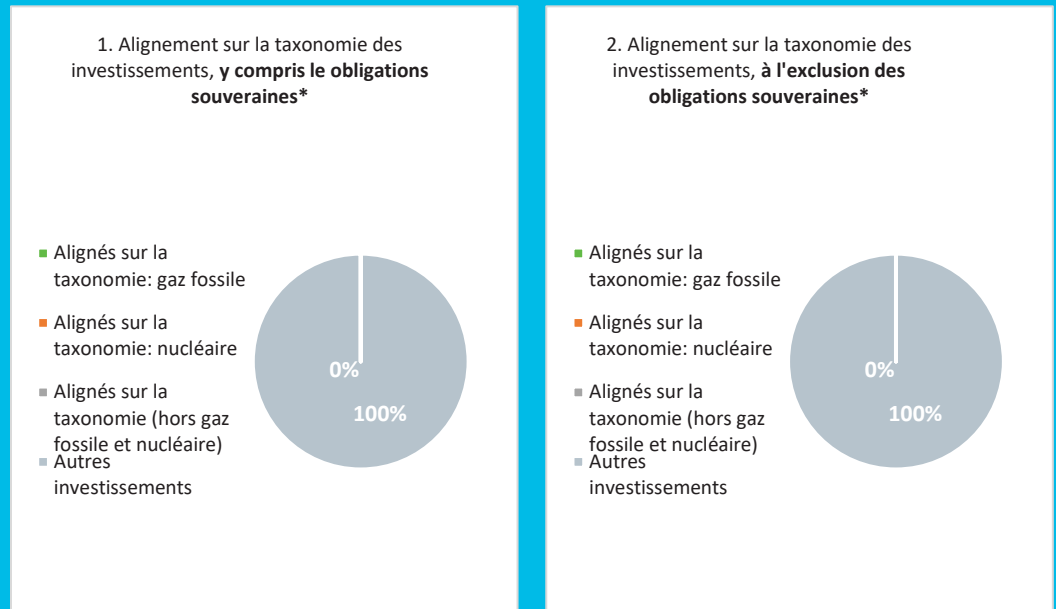 1. Alignement sur la taxonomie des
investissements, y compris le obligations
souveraines*
Alignés sur la
taxonomie: gaz fossile
Alignés sur la
taxonomie: nucléaire
Alignés sur la
taxonomie (hors gaz
fossile et nucléaire)
Autres
investissements
0%
100%
2. Alignement sur la taxonomie des
investissements, à l'exclusion des
obligations souveraines*
Alignés sur la
taxonomie: gaz fossile
Alignés sur la
taxonomie: nucléaire
Alignés sur la
taxonomie (hors gaz
fossile et nucléaire)
Autres
investissements
0%
100%